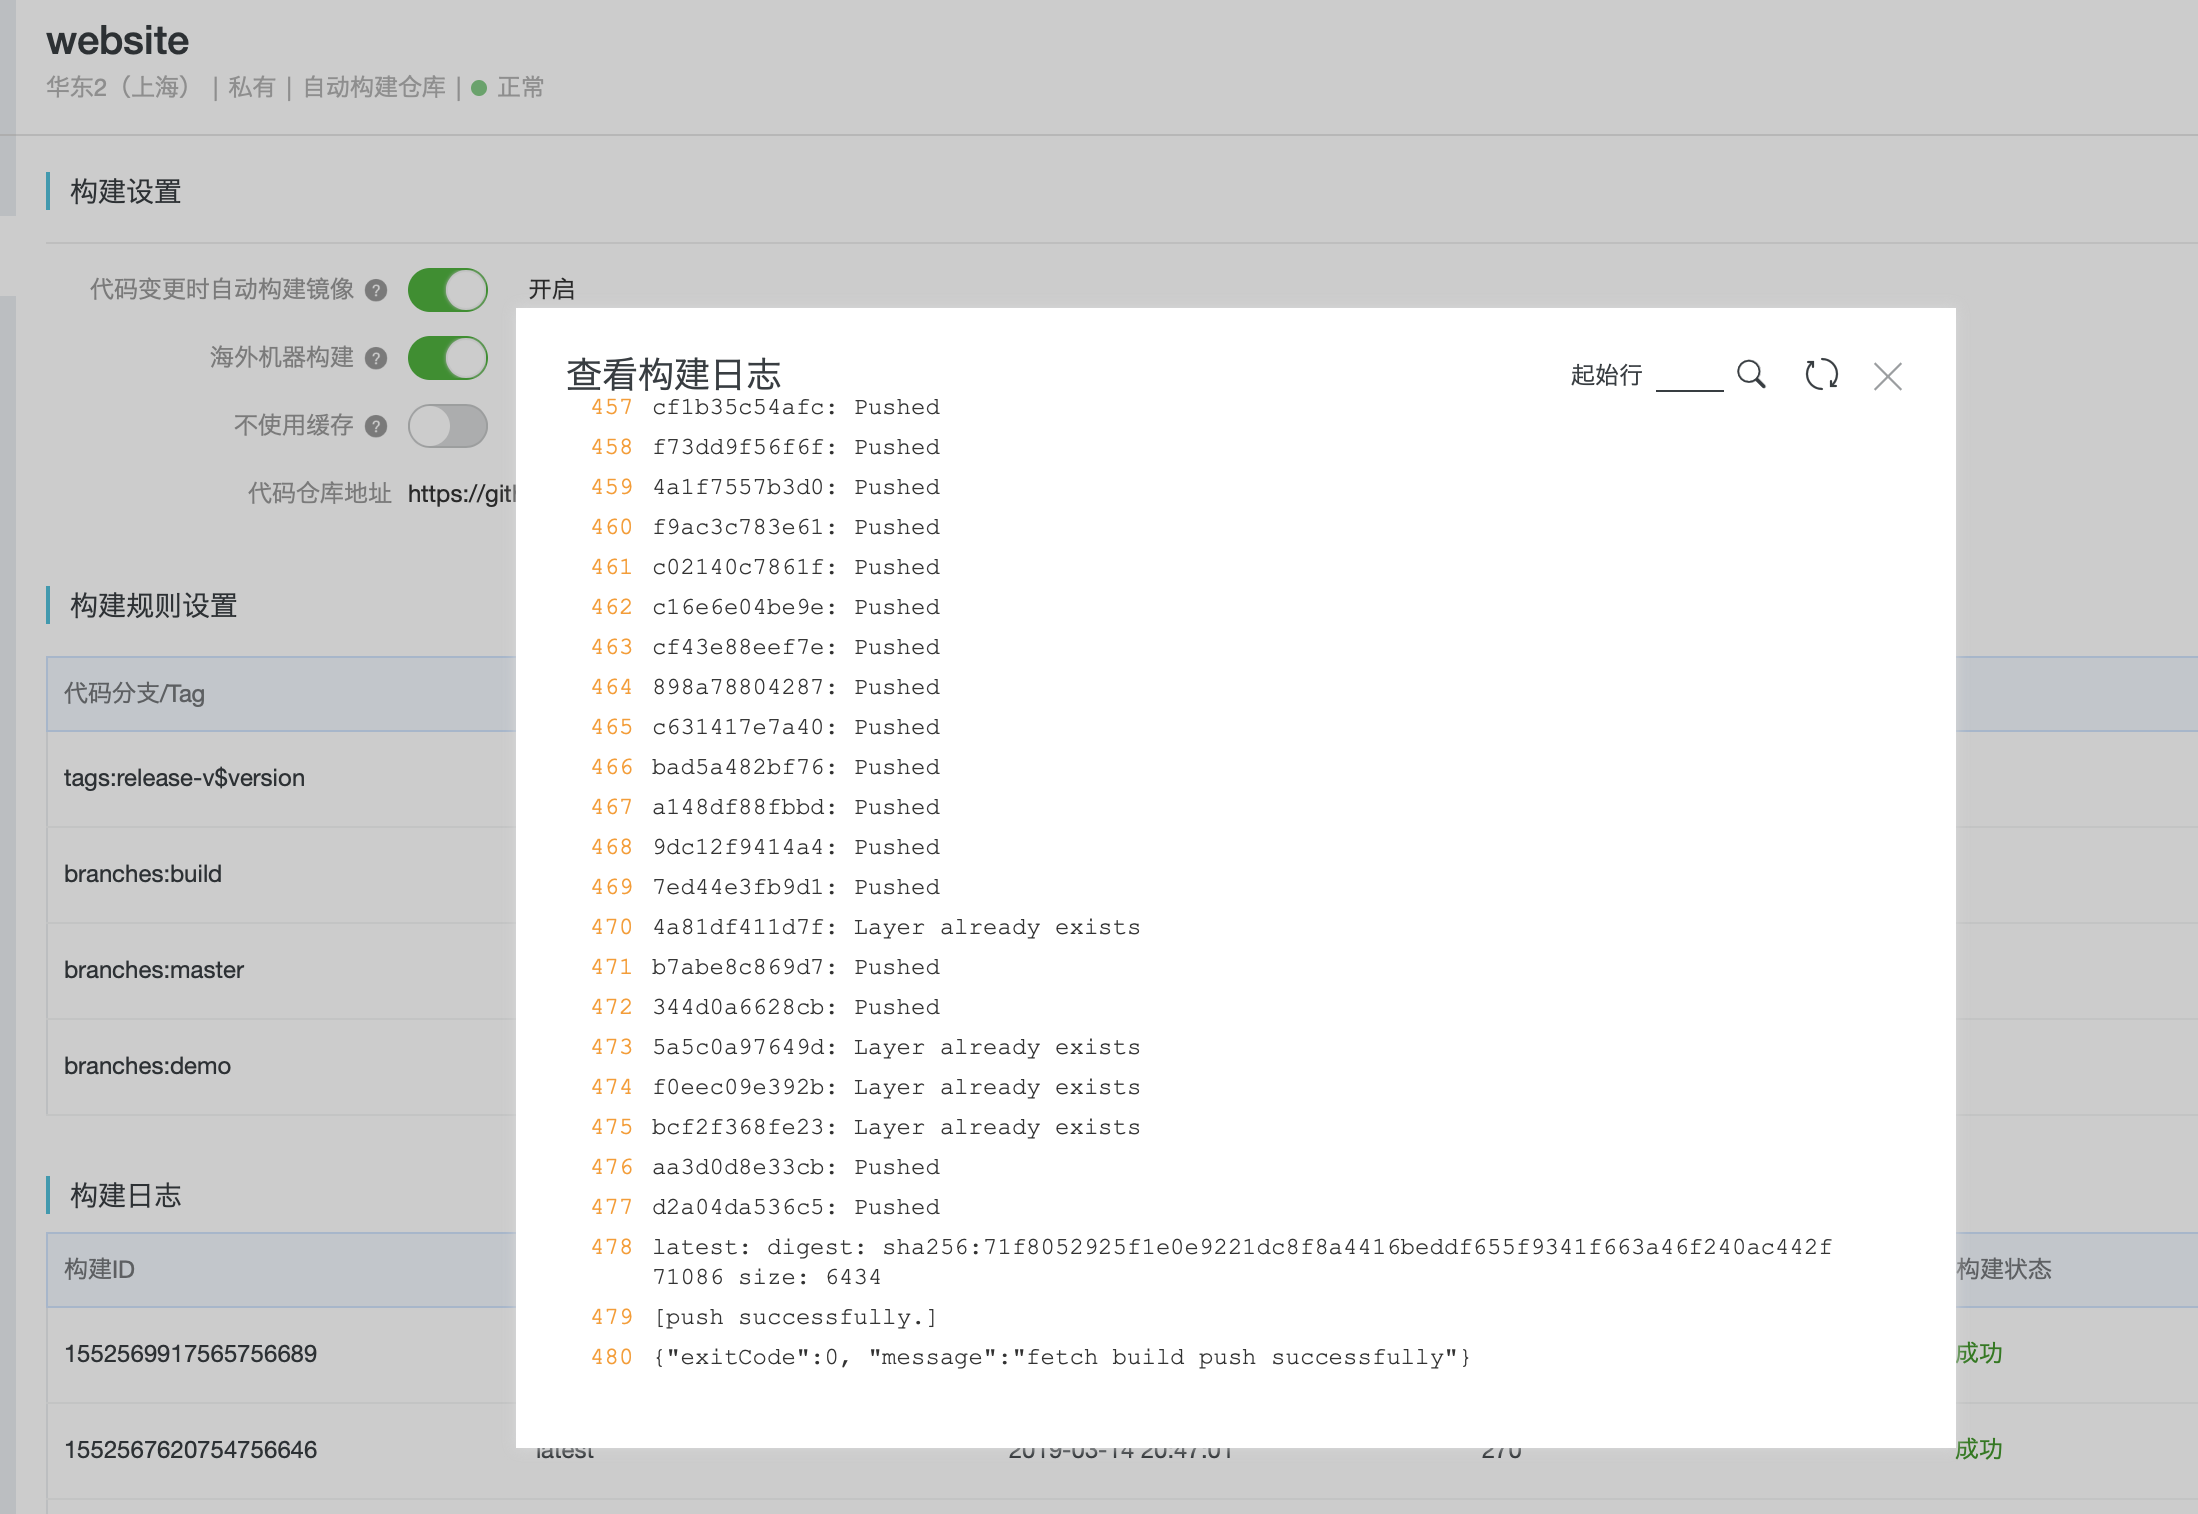 website
华东2（上海） | 私有 | 自动构建仓库 | 正常
构建设置
代码变更时自动构建镜像 ? 开启
海外机器构建 ?
不使用缓存 ?
代码仓库地址 https://git
构建规则设置
代码分支/Tag
tags:release-v$version
branches:build
branches:master
branches:demo
构建日志
构建ID 构建状态
1552569917565756689 成功
1552567620754756646 latest 2019-03-14 20:47:01 270 成功
查看构建日志 起始行
457 cf1b35c54afc: Pushed
458 f73dd9f56f6f: Pushed
459 4a1f7557b3d0: Pushed
460 f9ac3c783e61: Pushed
461 c02140c7861f: Pushed
462 c16e6e04be9e: Pushed
463 cf43e88eef7e: Pushed
464 898a78804287: Pushed
465 c631417e7a40: Pushed
466 bad5a482bf76: Pushed
467 a148df88fbbd: Pushed
468 9dc12f9414a4: Pushed
469 7ed44e3fb9d1: Pushed
470 4a81df411d7f: Layer already exists
471 b7abe8c869d7: Pushed
472 344d0a6628cb: Pushed
473 5a5c0a97649d: Layer already exists
474 f0eec09e392b: Layer already exists
475 bcf2f368fe23: Layer already exists
476 aa3d0d8e33cb: Pushed
477 d2a04da536c5: Pushed
478 latest: digest: sha256:71f8052925f1e0e9221dc8f8a4416beddf655f9341f663a46f240ac442f
71086 size: 6434
479 [push successfully.]
480 {"exitCode":0, "message":"fetch build push successfully"}